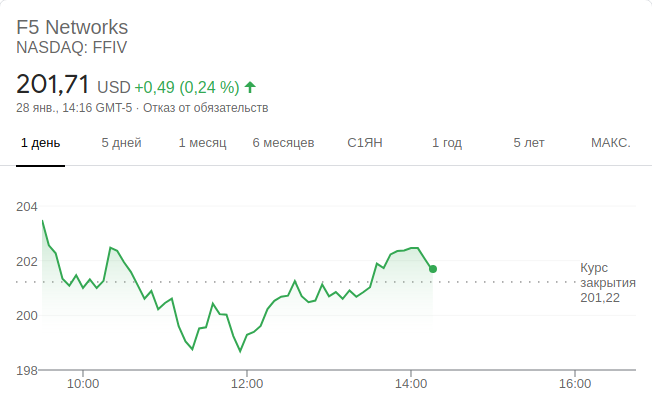 F5 Networks
NASDAQ: FFIV
201,71 USD +0,49 (0,24 %)
28 янв., 14:16 GMT-5 · Отказ от обязательств
1 день 5 дней 1 месяц 6 месяцев С1ЯН 1 год 5 лет МАКС.
204
202
Курс
закрытия
201,22
200
198
10:00 12:00 14:00 16:00